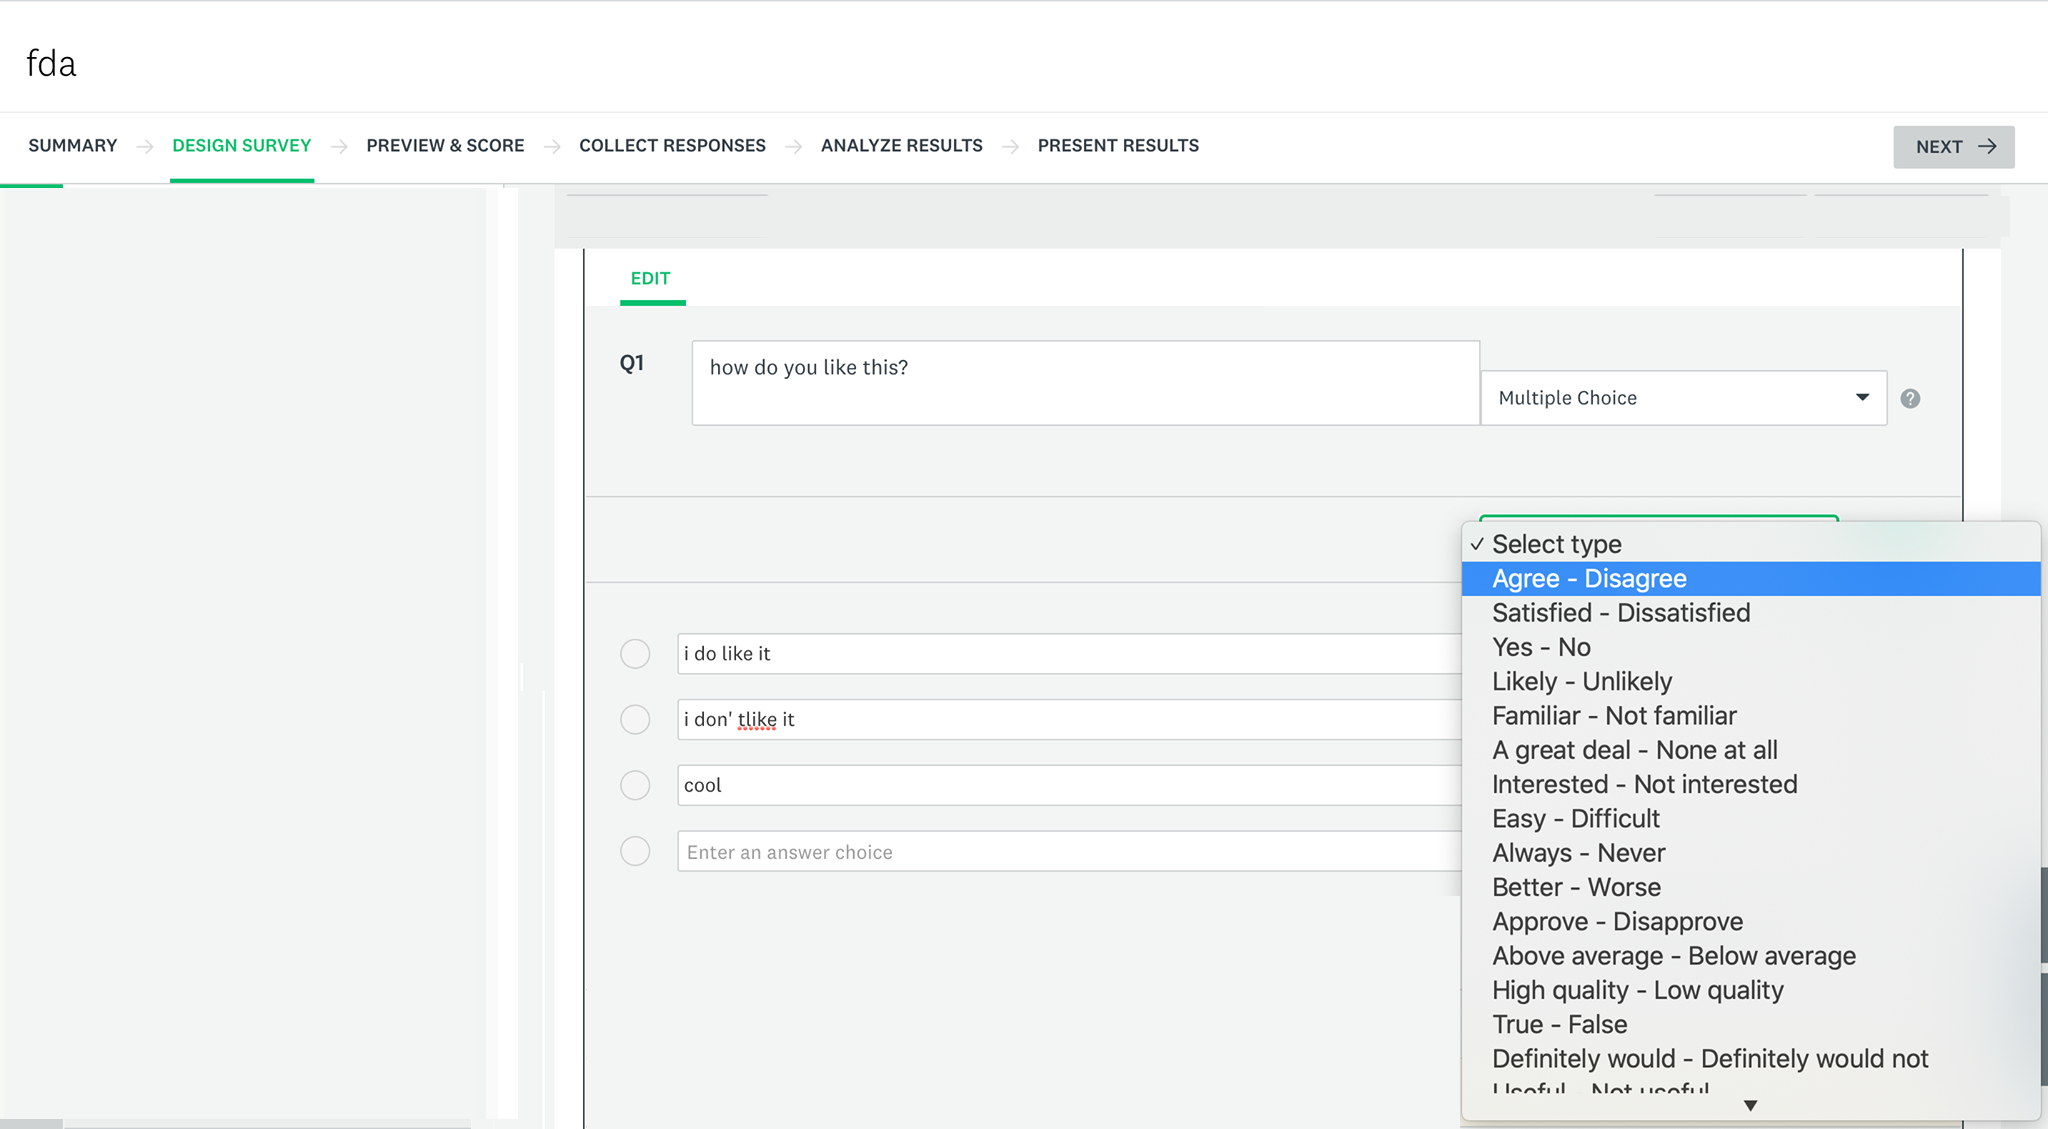 fda
SUMMARY → DESIGN SURVEY → PREVIEW & SCORE → COLLECT RESPONSES → ANALYZE RESULTS → PRESENT RESULTS
NEXT →
EDIT
Q1
how do you like this?
Multiple Choice
?
✓ Select type
Agree - Disagree
Satisfied - Dissatisfied
Yes - No
Likely - Unlikely
Familiar - Not familiar
A great deal - None at all
Interested - Not interested
Easy - Difficult
Always - Never
Better - Worse
Approve - Disapprove
Above average - Below average
High quality - Low quality
True - False
Definitely would - Definitely would not
Useful - Not useful
i do like it
i don' tlike it
cool
Enter an answer choice